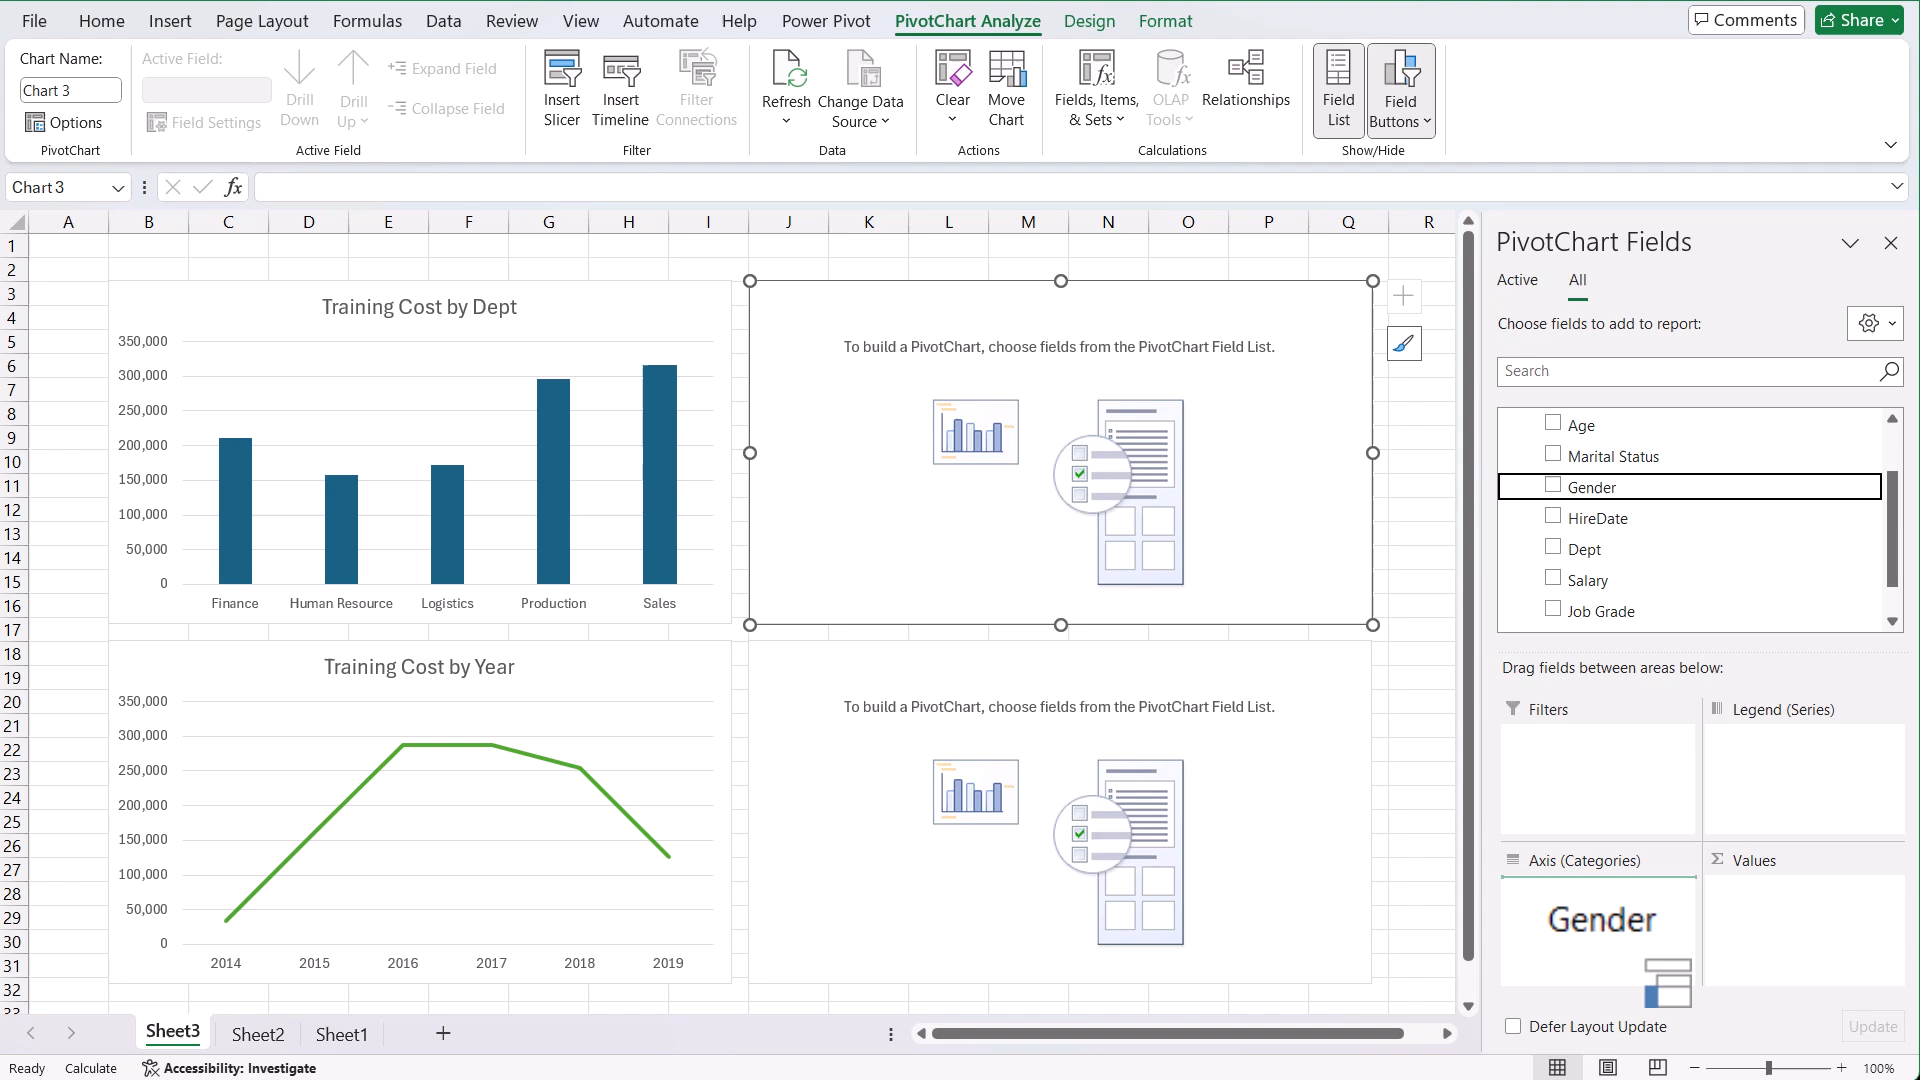 File Home Insert Page Layout Formulas Data Review View Automate Help Power Pivot PivotChart Analyze Design Format Comments Share
Chart Name:
Chart 3
Options
PivotChart
Active Field:
Field Settings
Drill Down
Drill Up
Expand Field
Collapse Field
Active Field
Insert Slicer
Insert Timeline
Filter Connections
Filter
Refresh
Change Data Source
Data
Clear
Move Chart
Actions
Fields, Items, & Sets
OLAP Tools
Relationships
Calculations
Field List
Field Buttons
Show/Hide
Chart 3
fx
A B C D E F G H I J K L M N O P Q R
1
2
3
4
5
6
7
8
9
10
11
12
13
14
15
16
17
18
19
20
21
22
23
24
25
26
27
28
29
30
31
32
33
Training Cost by Dept
350,000
300,000
250,000
200,000
150,000
100,000
50,000
0
Finance Human Resource Logistics Production Sales
To build a PivotChart, choose fields from the PivotChart Field List.
Training Cost by Year
350,000
300,000
250,000
200,000
150,000
100,000
50,000
0
2014 2015 2016 2017 2018 2019
To build a PivotChart, choose fields from the PivotChart Field List.
PivotChart Fields
Active All
Choose fields to add to report:
Search
Age
Marital Status
Gender
HireDate
Dept
Salary
Job Grade
Drag fields between areas below:
Filters
Legend (Series)
Axis (Categories)
Σ Values
Gender
Defer Layout Update
Update
Sheet3 Sheet2 Sheet1
Ready Calculate Accessibility: Investigate
100%